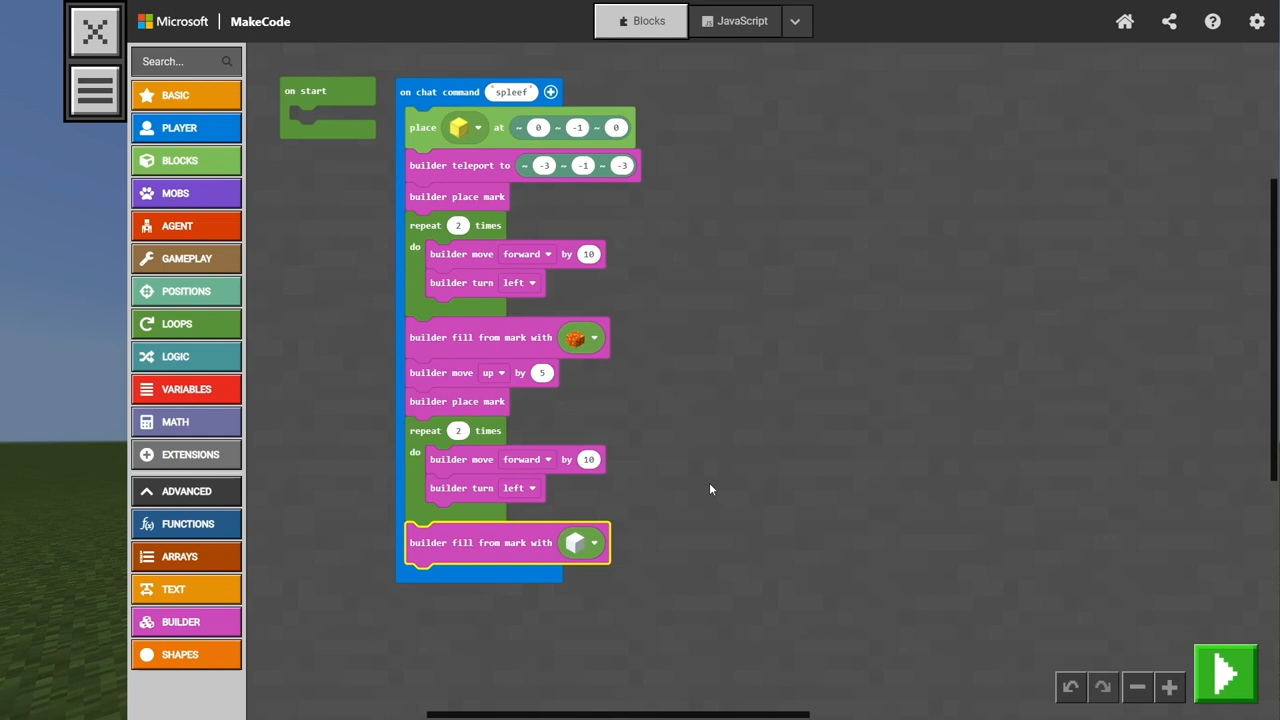 Microsoft | MakeCode
Blocks
JavaScript
Search...
BASIC
PLAYER
BLOCKS
MOBS
AGENT
GAMEPLAY
POSITIONS
LOOPS
LOGIC
VARIABLES
MATH
EXTENSIONS
ADVANCED
FUNCTIONS
ARRAYS
TEXT
BUILDER
SHAPES
on start
on chat command "spleef"
place at ~ 0 ~ -1 ~ 0
builder teleport to ~ -3 ~ -1 ~ -3
builder place mark
repeat 2 times
do
builder move forward by 10
builder turn left
builder fill from mark with
builder move up by 5
builder place mark
repeat 2 times
do
builder move forward by 10
builder turn left
builder fill from mark with